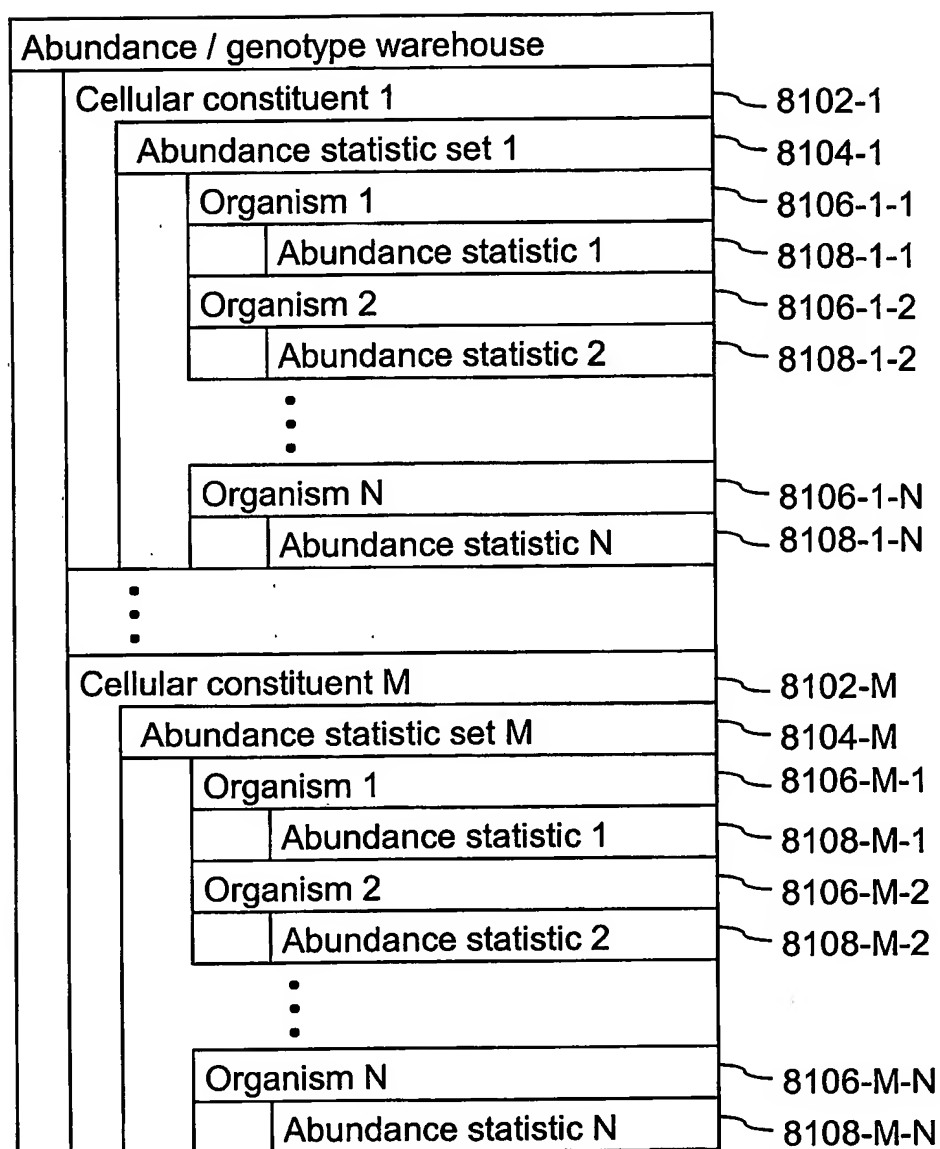 Abundance / genotype warehouse
Cellular constituent 1 8102-1
Abundance statistic set 1 8104-1
Organism 1 8106-1-1
Abundance statistic 1 8108-1-1
Organism 2 8106-1-2
Abundance statistic 2 8108-1-2
Organism N 8106-1-N
Abundance statistic N 8108-1-N
Cellular constituent M 8102-M
Abundance statistic set M 8104-M
Organism 1 8106-M-1
Abundance statistic 1 8108-M-1
Organism 2 8106-M-2
Abundance statistic 2 8108-M-2
Organism N 8106-M-N
Abundance statistic N 8108-M-N